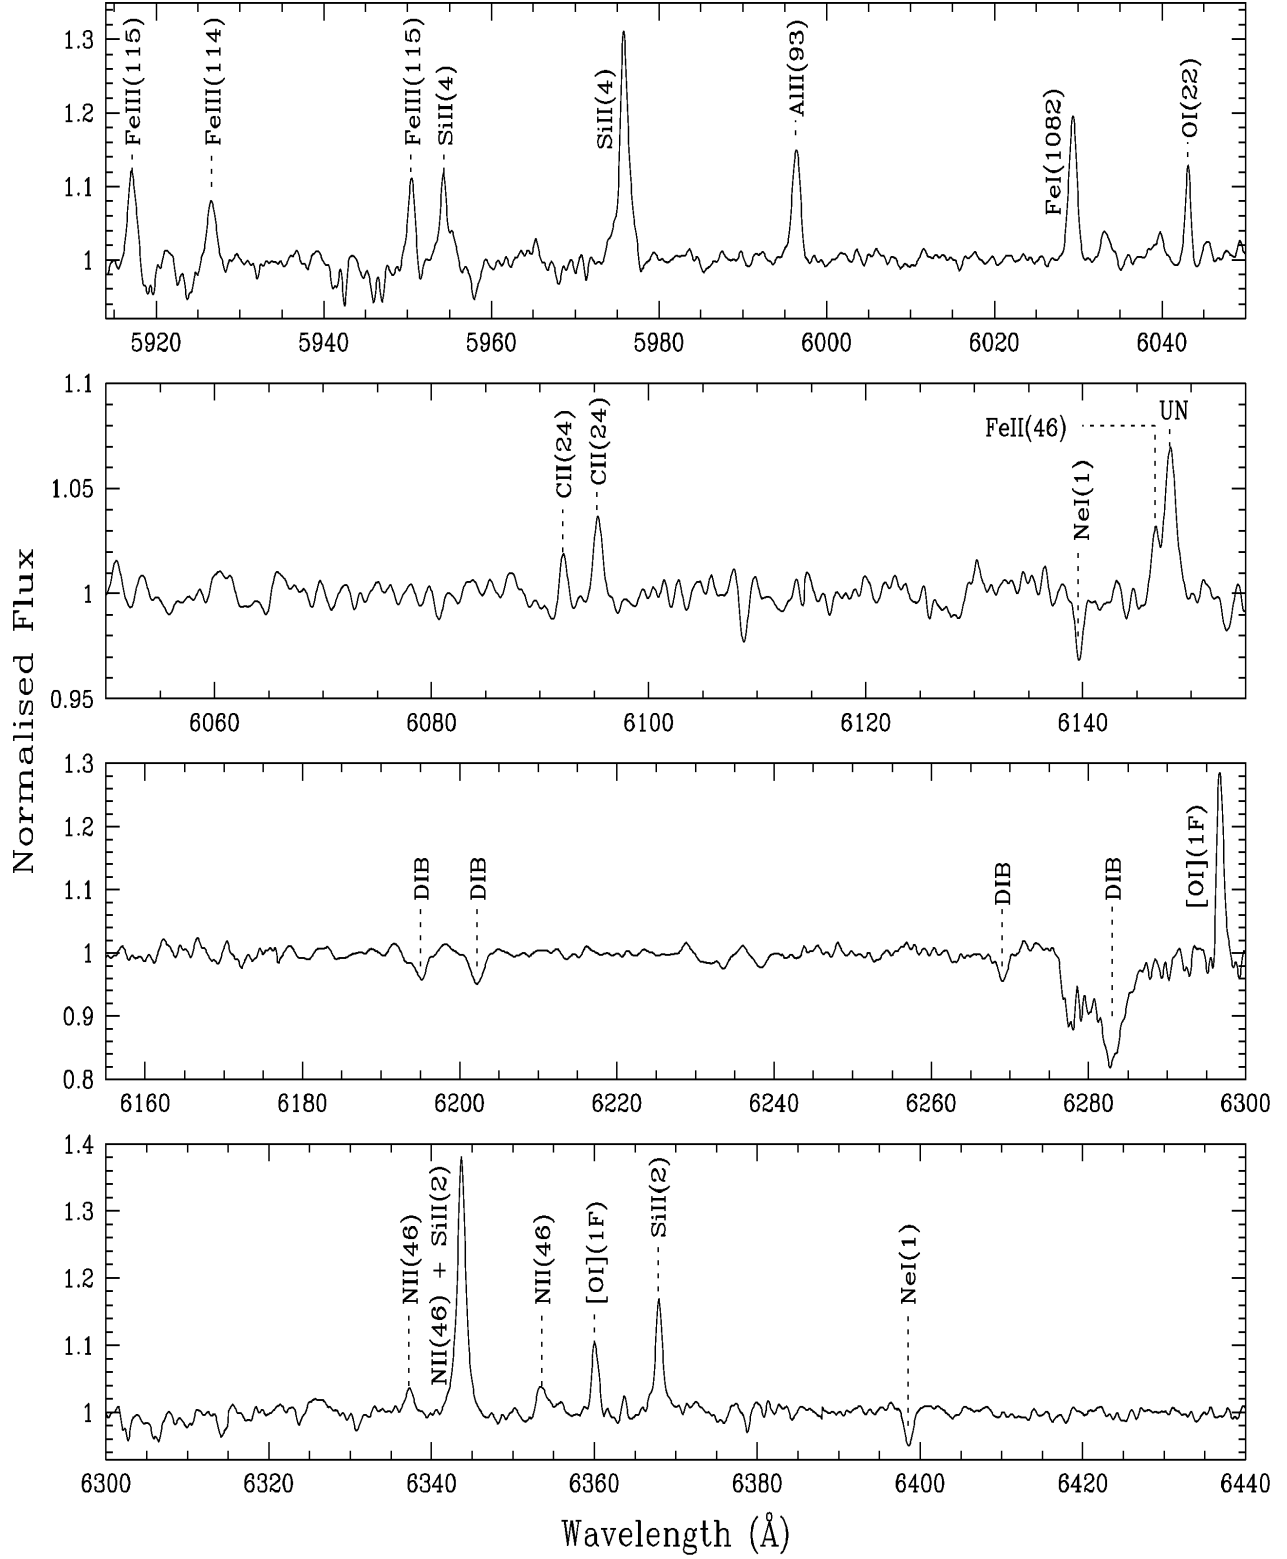 Normalised Flux
1.3
1.2
1.1
1
FeIII(115)
FeIII(114)
FeIII(115)
SiII(4)
SiII(4)
AlII(93)
FeI(1082)
OI(22)
5920 5940 5960 5980 6000 6020 6040
1.1
1.05
1
0.95
CII(24)
CII(24)
FeII(46)
UN
NeI(1)
6060 6080 6100 6120 6140
1.3
1.2
1.1
1
0.9
0.8
DIB
DIB
DIB
DIB
[OI](1F)
6160 6180 6200 6220 6240 6260 6280 6300
1.4
1.3
1.2
1.1
1
NII(46)
NII(46) + SiII(2)
NII(46)
[OI](1F)
SiII(2)
NeI(1)
6300 6320 6340 6360 6380 6400 6420 6440
Wavelength (Å)